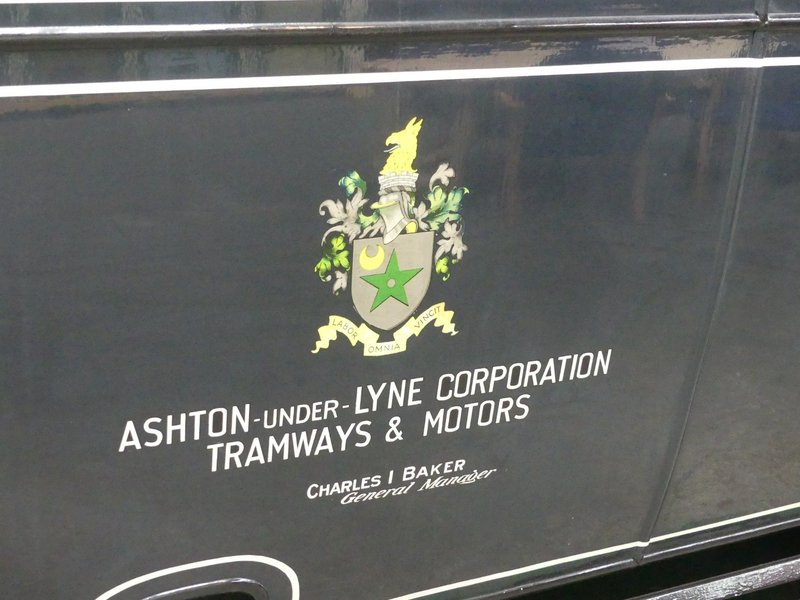 LABOR OMNIA VINCIT
ASHTON-UNDER-LYNE CORPORATION
TRAMWAYS & MOTORS
CHARLES I BAKER
General Manager